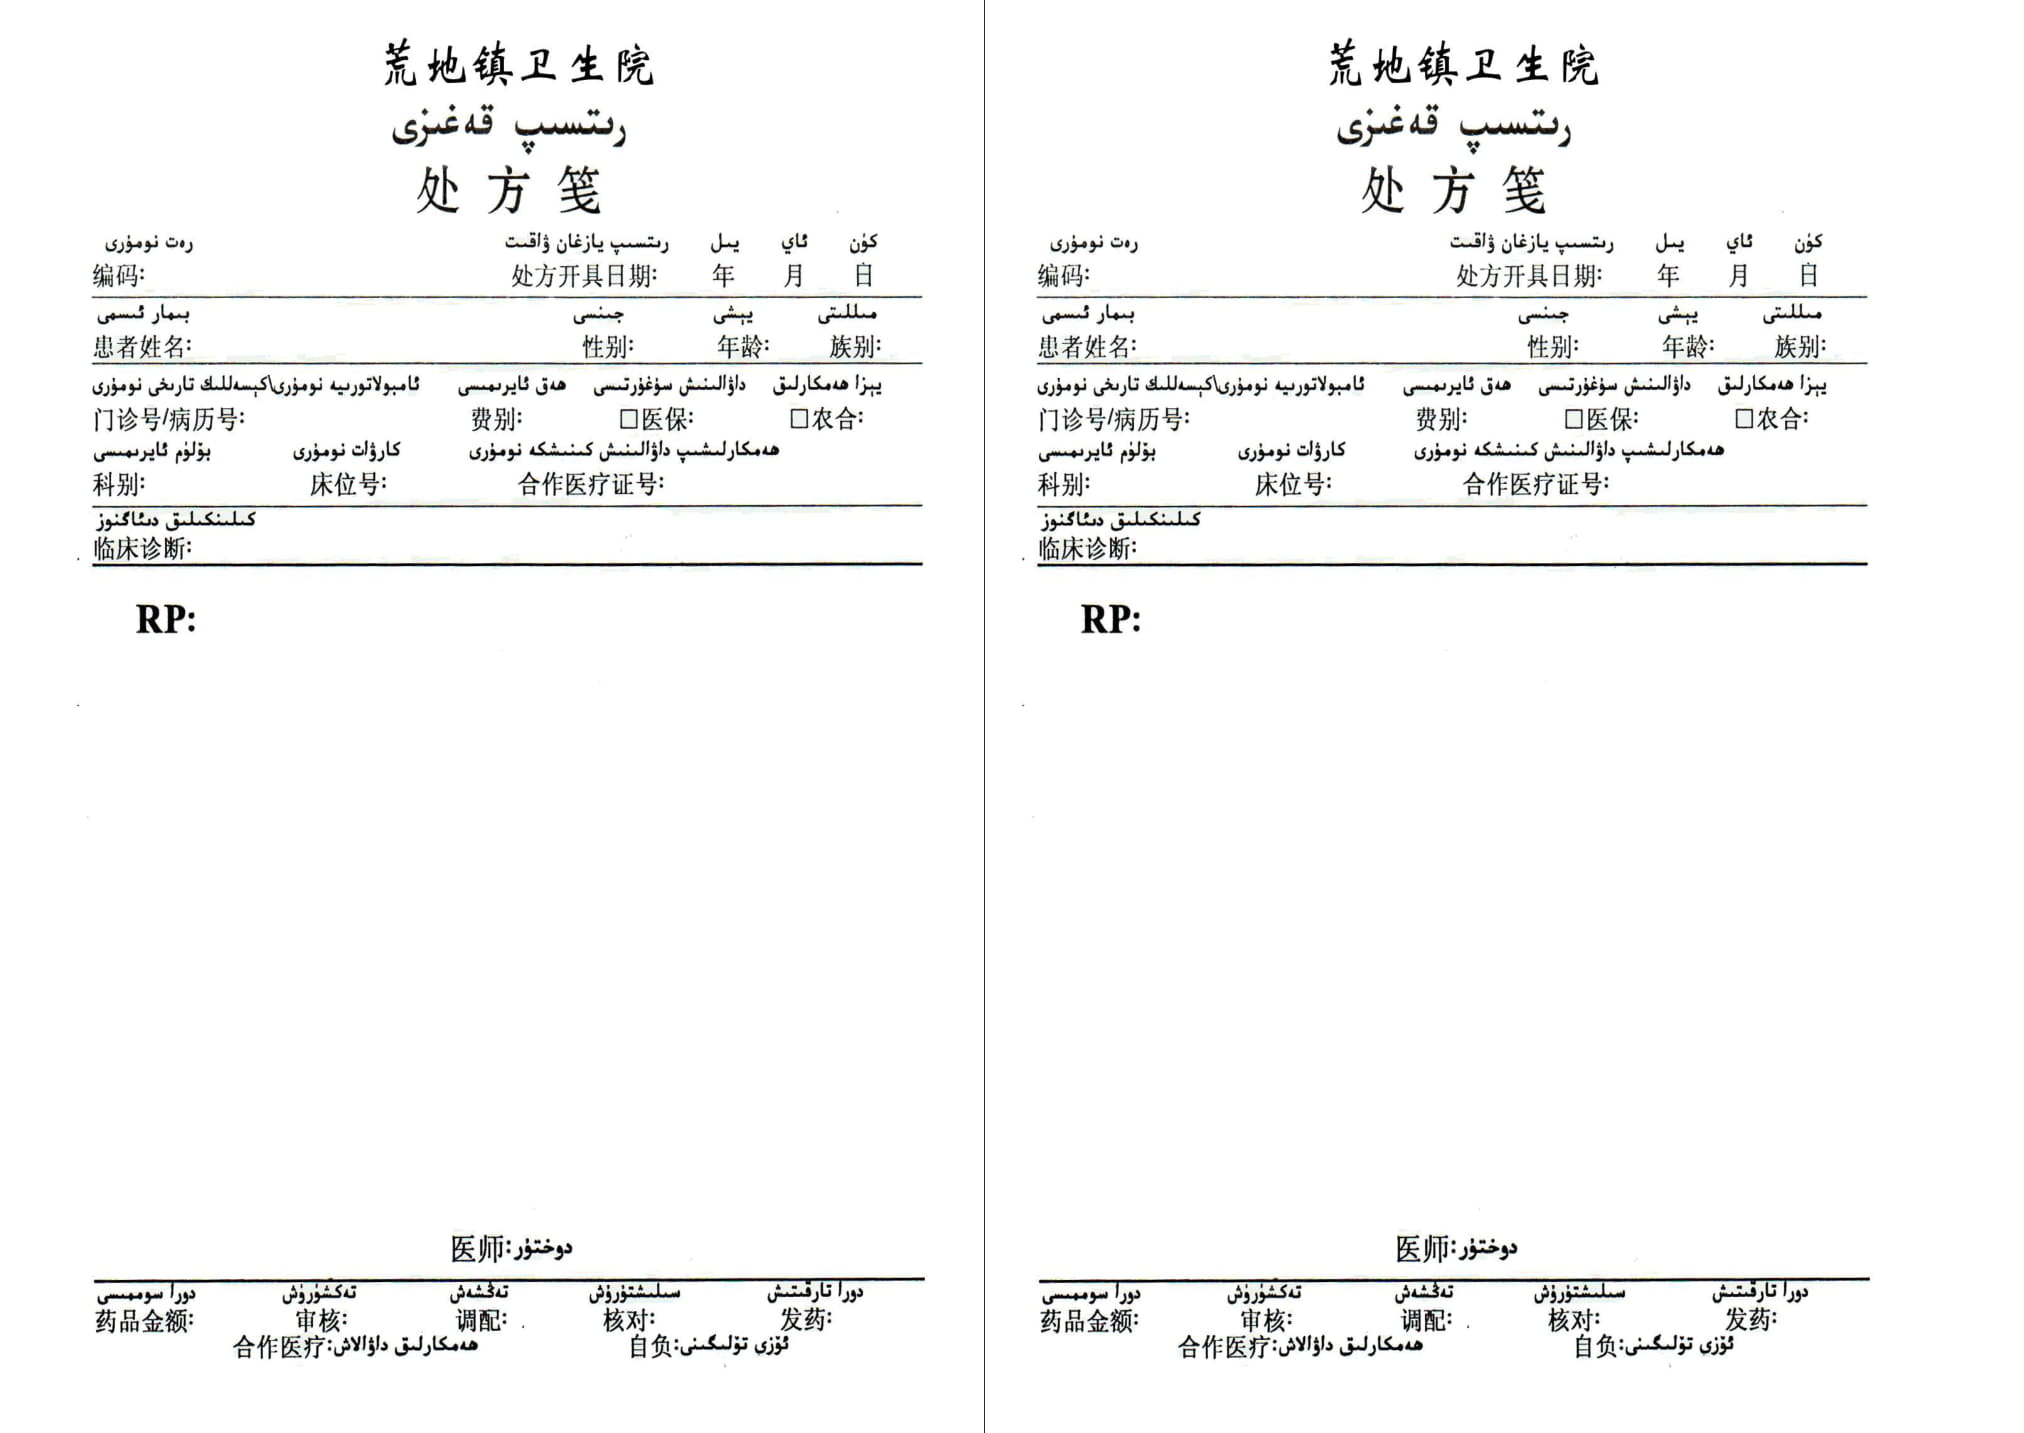 荒地镇卫生院
رىتسىپ قەغىزى
处方笺
رەت نومۇرى رىتسىپ يازغان ۋاقىت يىل ئاي كۈن
编码: 处方开具日期: 年 月 日
بىمار ئىسمى جىنسى يېشى مىللىتى
患者姓名: 性别: 年龄: 族别:
ئامبولاتورىيە نومۇرى\كېسەللىك تارىخى نومۇرى ھەق ئايرىمىسى داۋالىنىش سۇغۇرتىسى يېزا ھەمكارلىق
门诊号/病历号: 费别: □医保: □农合:
بۆلۈم ئايرىمىسى كارۋات نومۇرى ھەمكارلىشىپ داۋالىنىش كىنىشكە نومۇرى
科别: 床位号: 合作医疗证号:
كىلىنىكىلىق دىئاگنوز
临床诊断:
RP:
医师:دوختۇر
دورا سوممىسى تەكشۈرۈش تەڭشەش سېلىشتۇرۇش دورا تارقىتىش
药品金额: 审核: 调配: 核对: 发药:
合作医疗:ھەمكارلىق داۋالاش 自负:ئۆزى تۆلىگىنى
荒地镇卫生院
رىتسىپ قەغىزى
处方笺
رەت نومۇرى رىتسىپ يازغان ۋاقىت يىل ئاي كۈن
编码: 处方开具日期: 年 月 日
بىمار ئىسمى جىنسى يېشى مىللىتى
患者姓名: 性别: 年龄: 族别:
ئامبولاتورىيە نومۇرى\كېسەللىك تارىخى نومۇرى ھەق ئايرىمىسى داۋالىنىش سۇغۇرتىسى يېزا ھەمكارلىق
门诊号/病历号: 费别: □医保: □农合:
بۆلۈم ئايرىمىسى كارۋات نومۇرى ھەمكارلىشىپ داۋالىنىش كىنىشكە نومۇرى
科别: 床位号: 合作医疗证号:
كىلىنىكىلىق دىئاگنوز
临床诊断:
RP:
医师:دوختۇر
دورا سوممىسى تەكشۈرۈش تەڭشەش سېلىشتۇرۇش دورا تارقىتىش
药品金额: 审核: 调配: 核对: 发药:
合作医疗:ھەمكارلىق داۋالاش 自负:ئۆزى تۆلىگىنى